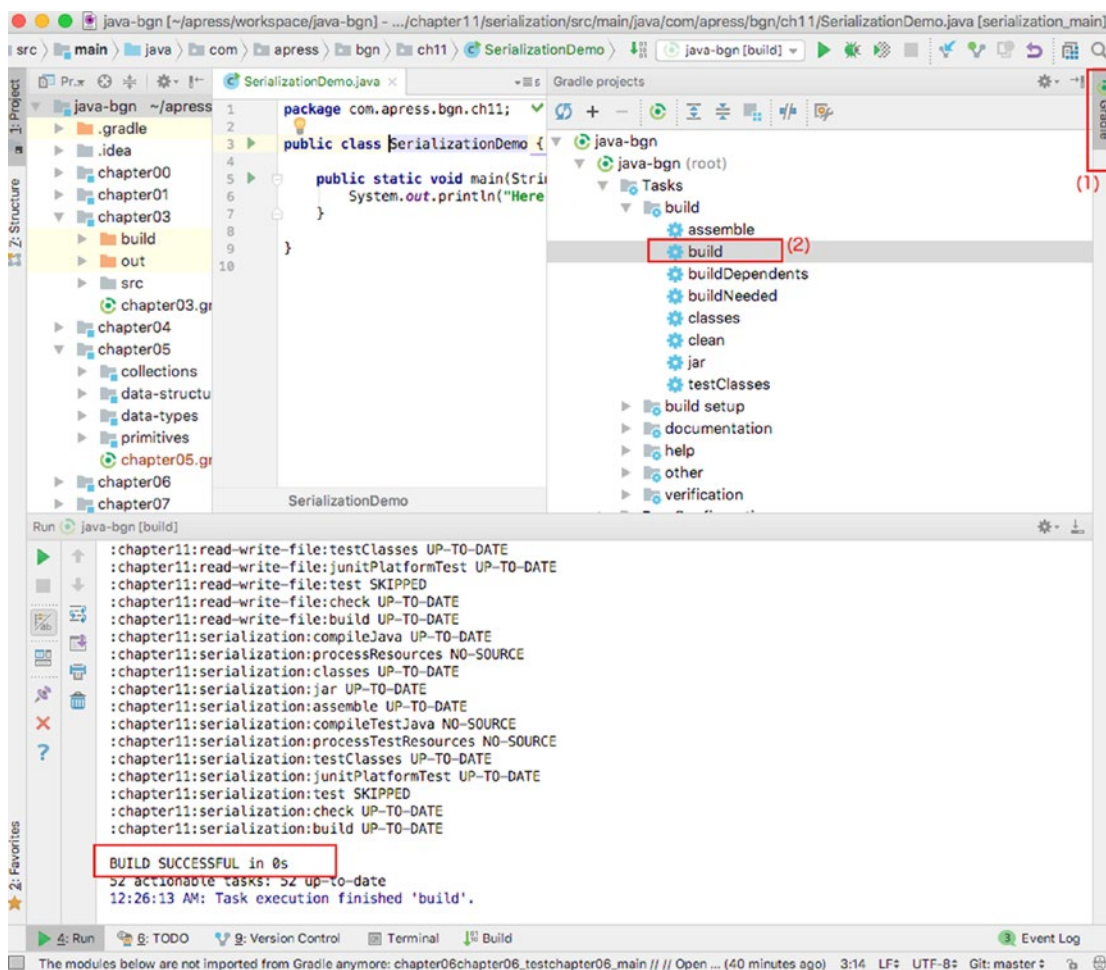 java-bgn [~/apress/workspace/java-bgn] - .../chapter11/serialization/src/main/java/com/apress/bgn/ch11/SerializationDemo.java [serialization_main]
src main java com apress bgn ch11 SerializationDemo java-bgn [build]
1: Project
Z: Structure
2: Favorites
Pr..
java-bgn ~/apress
.gradle
.idea
chapter00
chapter01
chapter03
build
out
src
chapter03.gr
chapter04
chapter05
collections
data-structu
data-types
primitives
chapter05.gr
chapter06
chapter07
SerializationDemo.java
1 package com.apress.bgn.ch11;
2
3 public class SerializationDemo {
4
5 public static void main(Stri
6 System.out.println("Here
7 }
8
9 }
10
SerializationDemo
Gradle projects
java-bgn
java-bgn (root)
Tasks
build
assemble
build (2)
buildDependents
buildNeeded
classes
clean
jar
testClasses
build setup
documentation
help
other
verification
Gradle
(1)
Run java-bgn [build]
:chapter11:read-write-file:testClasses UP-TO-DATE
:chapter11:read-write-file:junitPlatformTest UP-TO-DATE
:chapter11:read-write-file:test SKIPPED
:chapter11:read-write-file:check UP-TO-DATE
:chapter11:read-write-file:build UP-TO-DATE
:chapter11:serialization:compileJava UP-TO-DATE
:chapter11:serialization:processResources NO-SOURCE
:chapter11:serialization:classes UP-TO-DATE
:chapter11:serialization:jar UP-TO-DATE
:chapter11:serialization:assemble UP-TO-DATE
:chapter11:serialization:compileTestJava NO-SOURCE
:chapter11:serialization:processTestResources NO-SOURCE
:chapter11:serialization:testClasses UP-TO-DATE
:chapter11:serialization:junitPlatformTest UP-TO-DATE
:chapter11:serialization:test SKIPPED
:chapter11:serialization:check UP-TO-DATE
:chapter11:serialization:build UP-TO-DATE
BUILD SUCCESSFUL in 0s
52 actionable tasks: 52 up-to-date
12:26:13 AM: Task execution finished 'build'.
4: Run 6: TODO 9: Version Control Terminal Build 3 Event Log
The modules below are not imported from Gradle anymore: chapter06chapter06_testchapter06_main // // Open ... (40 minutes ago) 3:14 LF UTF-8 Git: master